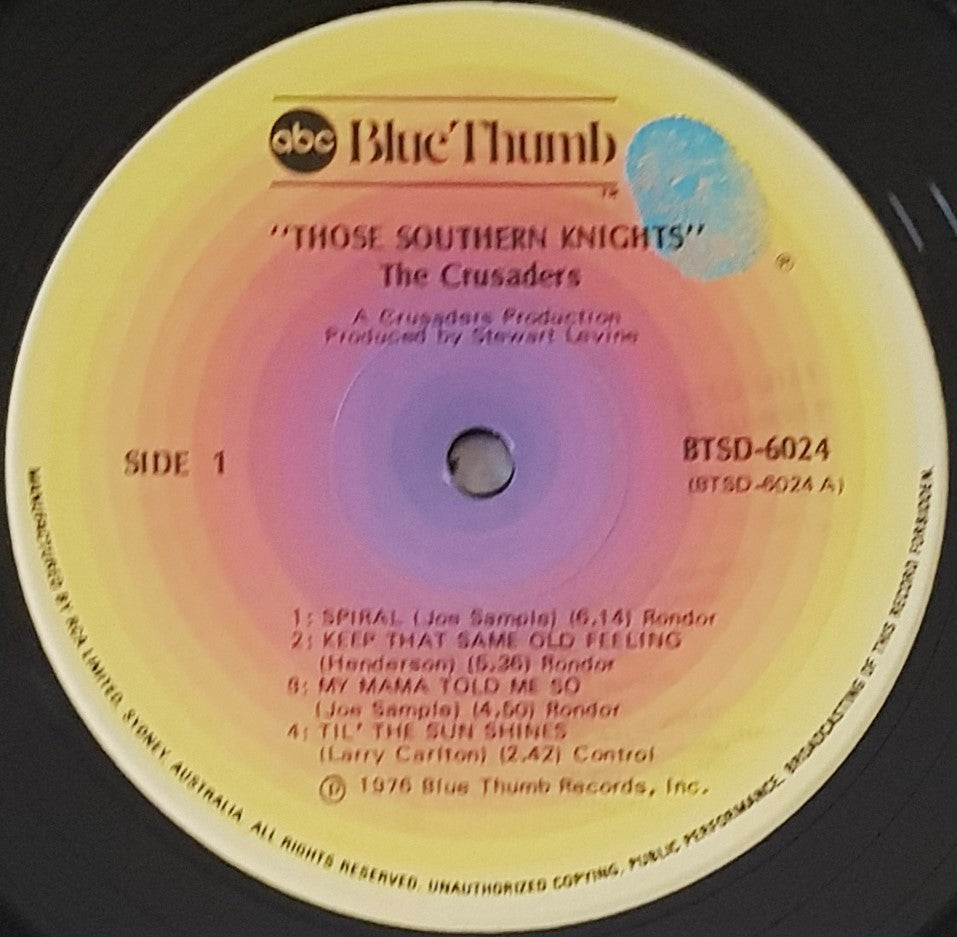 abc Blue Thumb
TM
"THOSE SOUTHERN KNIGHTS"
®
The Crusaders
A Crusaders Production
Produced by Stewart Levine
SIDE 1
BTSD-6024
(BTSD-6024 A)
1: SPIRAL (Joe Sample) (6.14) Rondor
2: KEEP THAT SAME OLD FEELING
(Henderson) (5.36) Rondor
3: MY MAMA TOLD ME SO
(Joe Sample) (4.50) Rondor
4: TIL' THE SUN SHINES
(Larry Carlton) (2.42) Control
℗ 1976 Blue Thumb Records, Inc.
MANUFACTURED BY RCA LIMITED, SYDNEY, AUSTRALIA. ALL RIGHTS RESERVED. UNAUTHORIZED COPYING, PUBLIC PERFORMANCE, BROADCASTING OF THIS RECORD FORBIDDEN.